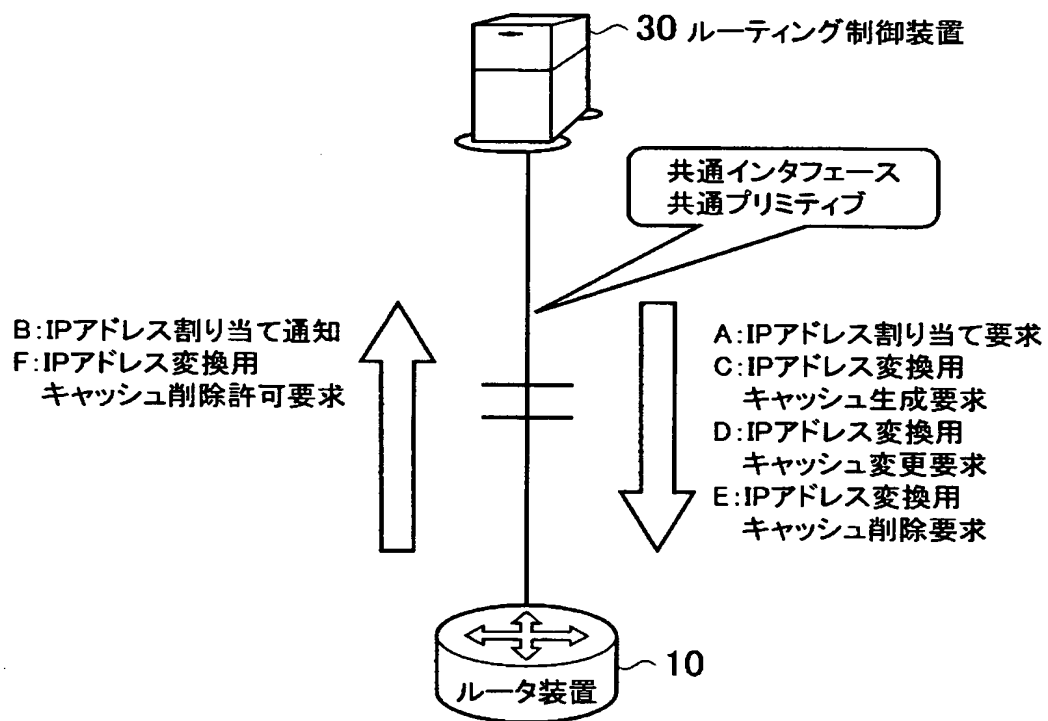 30 ルーティング制御装置
共通インタフェース
共通プリミティブ
B:IPアドレス割り当て通知
F:IPアドレス変換用
キャッシュ削除許可要求
A:IPアドレス割り当て要求
C:IPアドレス変換用
キャッシュ生成要求
D:IPアドレス変換用
キャッシュ変更要求
E:IPアドレス変換用
キャッシュ削除要求
10
ルータ装置